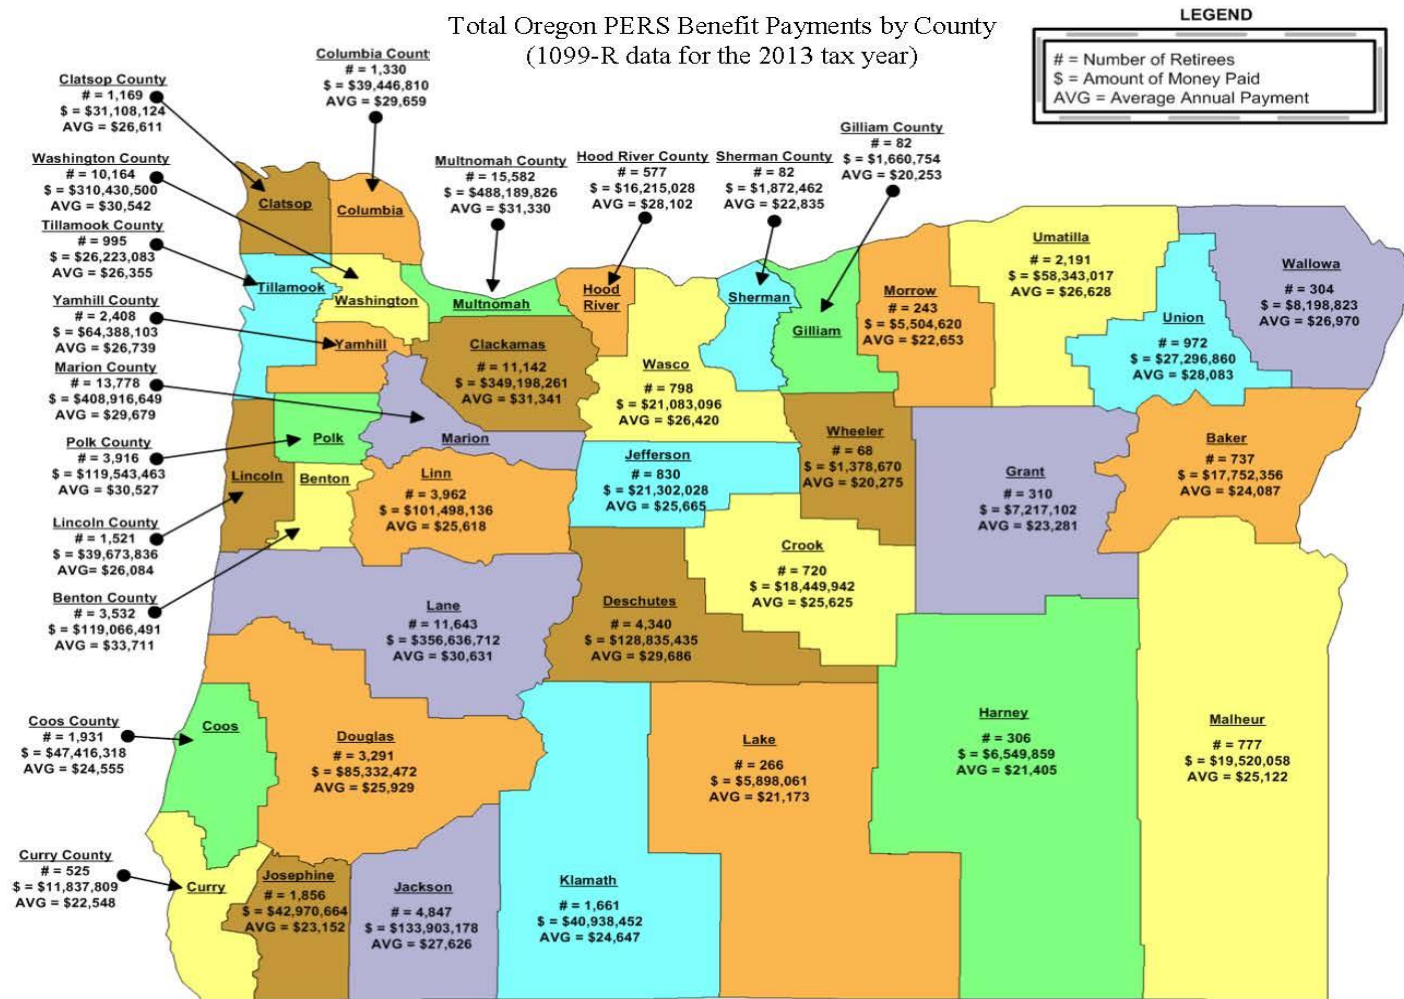 Total Oregon PERS Benefit Payments by County
(1099-R data for the 2013 tax year)
LEGEND
# = Number of Retirees
$ = Amount of Money Paid
AVG = Average Annual Payment
Clatsop County
# = 1,169
$ = $31,108,124
AVG = $26,611
Columbia Count
# = 1,330
$ = $39,446,810
AVG = $29,659
Washington County
# = 10,164
$ = $310,430,500
AVG = $30,542
Multnomah County
# = 15,582
$ = $488,189,826
AVG = $31,330
Hood River County
# = 577
$ = $16,215,028
AVG = $28,102
Sherman County
# = 82
$ = $1,872,462
AVG = $22,835
Gilliam County
# = 82
$ = $1,660,754
AVG = $20,253
Tillamook County
# = 995
$ = $26,223,083
AVG = $26,355
Yamhill County
# = 2,408
$ = $64,388,103
AVG = $26,739
Marion County
# = 13,778
$ = $408,916,649
AVG = $29,679
Polk County
# = 3,916
$ = $119,543,463
AVG = $30,527
Lincoln County
# = 1,521
$ = $39,673,836
AVG= $26,084
Benton County
# = 3,532
$ = $119,066,491
AVG = $33,711
Coos County
# = 1,931
$ = $47,416,318
AVG = $24,555
Curry County
# = 525
$ = $11,837,809
AVG = $22,548
Clatsop
Columbia
Tillamook
Washington
Multnomah
Hood
River
Sherman
Gilliam
Morrow
# = 243
$ = $5,504,620
AVG = $22,653
Umatilla
# = 2,191
$ = $58,343,017
AVG = $26,628
Union
# = 972
$ = $27,296,860
AVG = $28,083
Wallowa
# = 304
$ = $8,198,823
AVG = $26,970
Yamhill
Clackamas
# = 11,142
$ = $349,198,261
AVG = $31,341
Wasco
# = 798
$ = $21,083,096
AVG = $26,420
Polk
Marion
Lincoln
Benton
Linn
# = 3,962
$ = $101,498,136
AVG = $25,618
Jefferson
# = 830
$ = $21,302,028
AVG = $25,665
Wheeler
# = 68
$ = $1,378,670
AVG = $20,275
Grant
# = 310
$ = $7,217,102
AVG = $23,281
Baker
# = 737
$ = $17,752,356
AVG = $24,087
Crook
# = 720
$ = $18,449,942
AVG = $25,625
Lane
# = 11,643
$ = $356,636,712
AVG = $30,631
Deschutes
# = 4,340
$ = $128,835,435
AVG = $29,686
Coos
Douglas
# = 3,291
$ = $85,332,472
AVG = $25,929
Lake
# = 266
$ = $5,898,061
AVG = $21,173
Harney
# = 306
$ = $6,549,859
AVG = $21,405
Malheur
# = 777
$ = $19,520,058
AVG = $25,122
Curry
Josephine
# = 1,856
$ = $42,970,664
AVG = $23,152
Jackson
# = 4,847
$ = $133,903,178
AVG = $27,626
Klamath
# = 1,661
$ = $40,938,452
AVG = $24,647